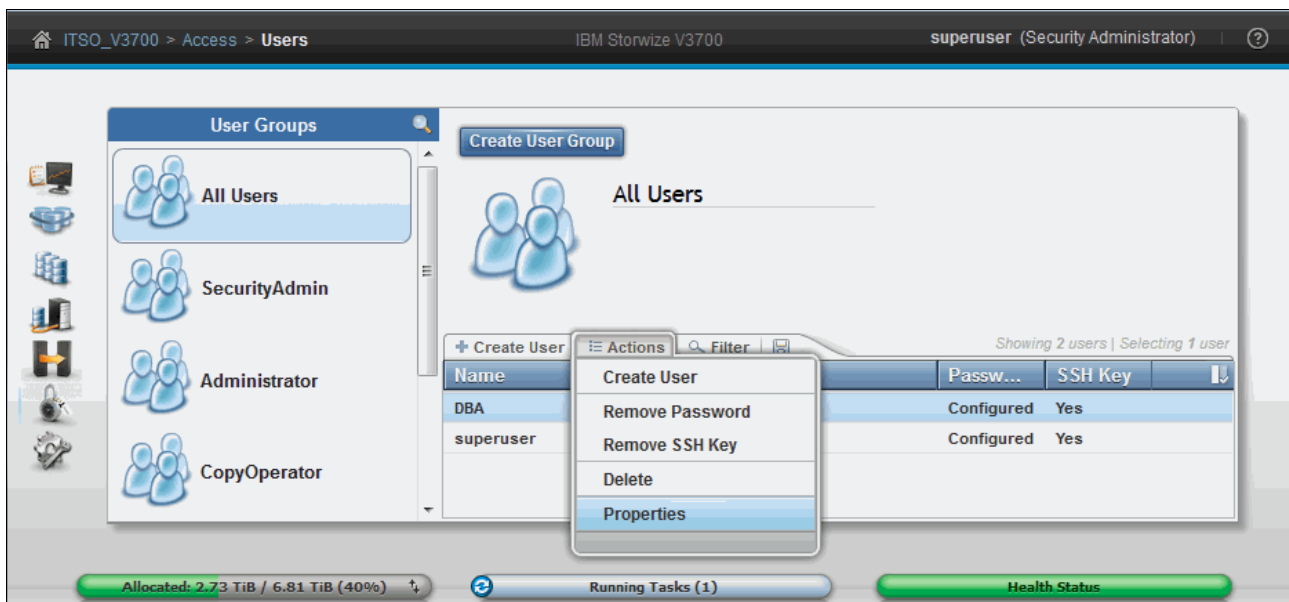 ITSO_V3700 > Access > Users
IBM Storwize V3700
superuser (Security Administrator)
?
User Groups
All Users
SecurityAdmin
Administrator
CopyOperator
Create User Group
All Users
Create User
Actions
Filter
Showing 2 users | Selecting 1 user
Name Passw... SSH Key
DBA Configured Yes
superuser Configured Yes
Create User
Remove Password
Remove SSH Key
Delete
Properties
Allocated: 2.73 TiB / 6.81 TiB (40%)
Running Tasks (1)
Health Status